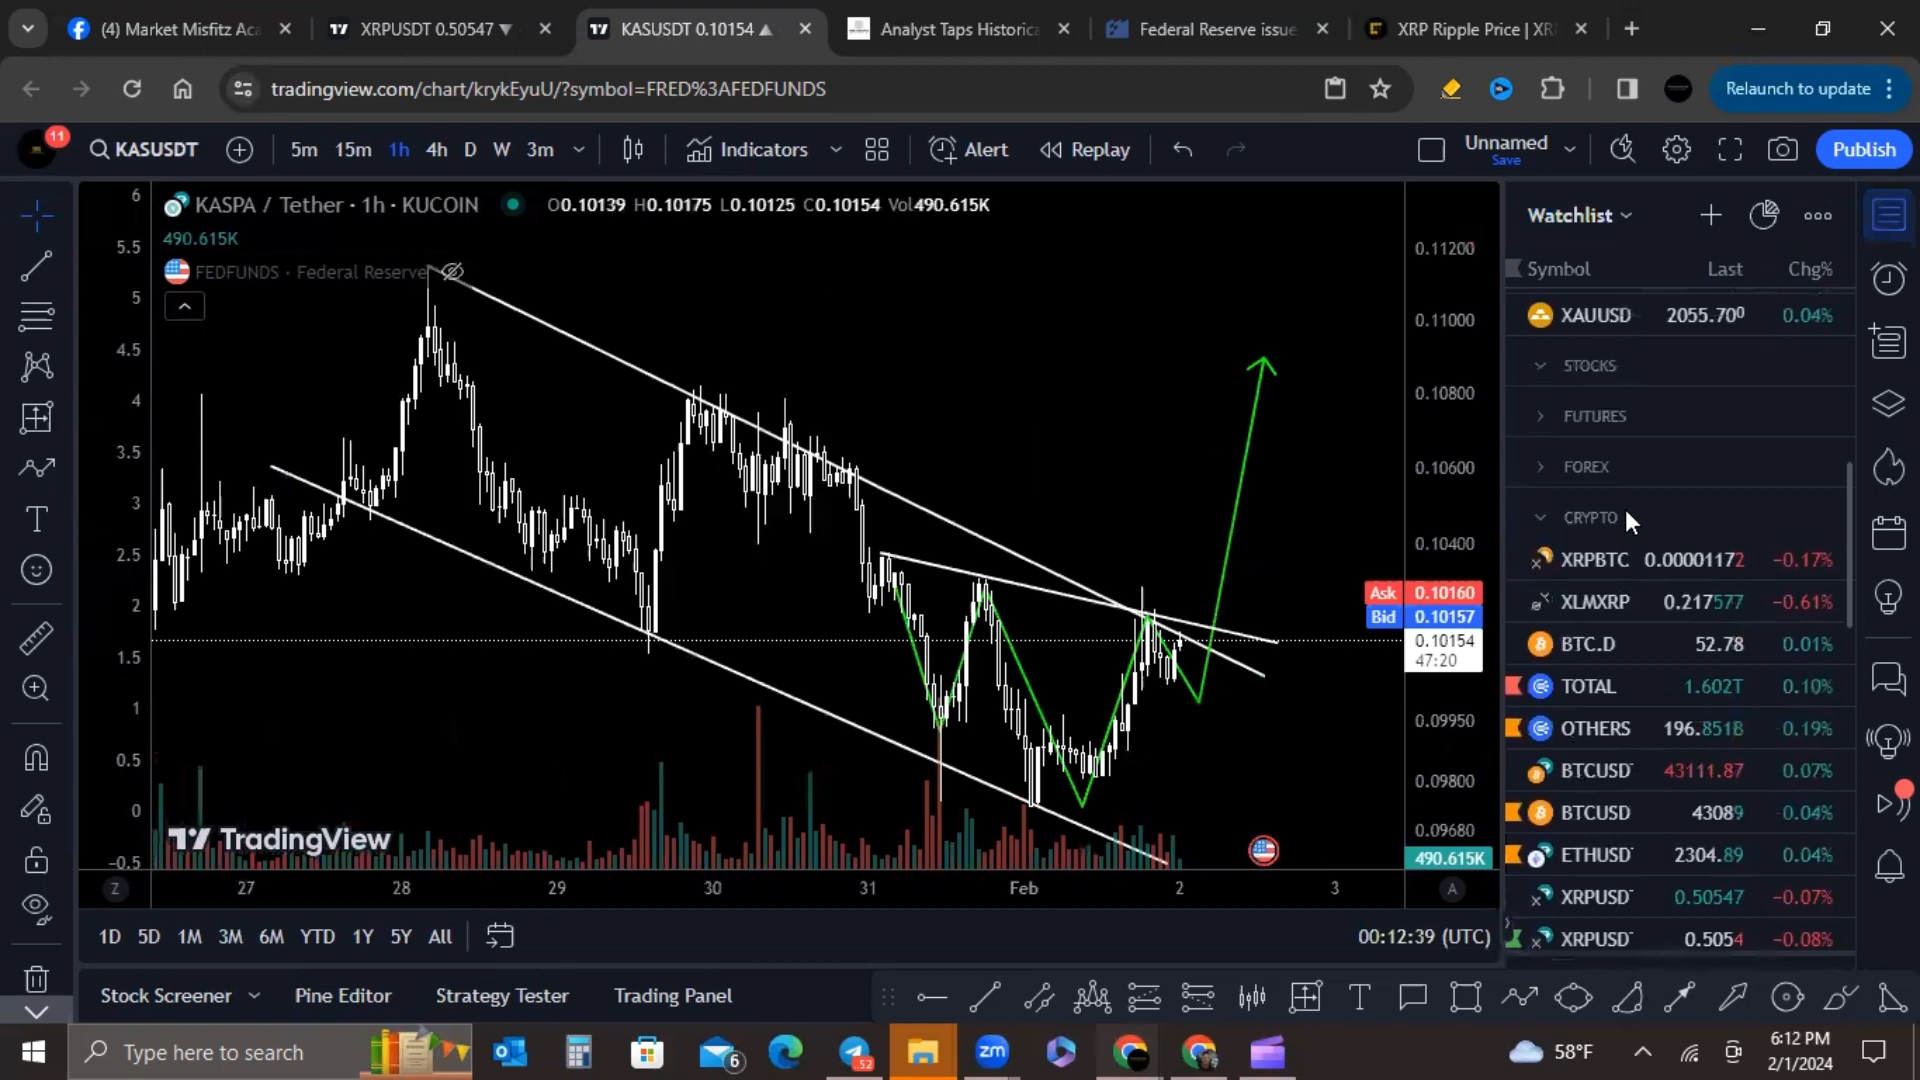 (4) Market Misfitz Aca
XRPUSDT 0.50547 ▼
KASUSDT 0.10154 ▲
Analyst Taps Historica
Federal Reserve issue
XRP Ripple Price | XR
tradingview.com/chart/krykEyuU/?symbol=FRED%3AFEDFUNDS
Relaunch to update
11
KASUSDT
5m 15m 1h 4h D W 3m
Indicators
Alert
Replay
Unnamed
Save
Publish
KASPA / Tether · 1h · KUCOIN
O0.10139 H0.10175 L0.10125 C0.10154 Vol490.615K
490.615K
FEDFUNDS · Federal Reserve
6
5.5
5
4.5
4
3.5
3
2.5
2
1.5
1
0.5
0
-0.5
0.11200
0.11000
0.10800
0.10600
0.10400
Ask 0.10160
Bid 0.10157
0.10154
47:20
0.09950
0.09800
0.09680
490.615K
TradingView
Z 27 28 29 30 31 Feb 2 3 A
1D 5D 1M 3M 6M YTD 1Y 5Y All
00:12:39 (UTC)
Stock Screener
Pine Editor
Strategy Tester
Trading Panel
Watchlist
Symbol Last Chg%
XAUUSD 2055.700 0.04%
STOCKS
FUTURES
FOREX
CRYPTO
XRPBTC 0.00001172 -0.17%
XLMXRP 0.217577 -0.61%
BTC.D 52.78 0.01%
TOTAL 1.602T 0.10%
OTHERS 196.851B 0.19%
BTCUSD 43111.87 0.07%
BTCUSD 43089 0.04%
ETHUSD 2304.89 0.04%
XRPUSD 0.50547 -0.07%
XRPUSD 0.5054 -0.08%
Type here to search
6
52
zm
58°F
6:12 PM
2/1/2024